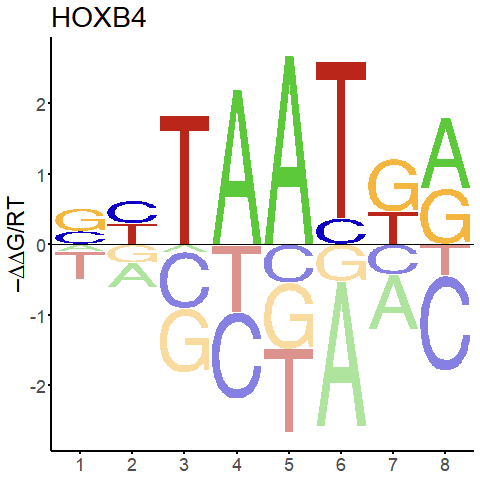 HOXB4
−ΔΔG/RT
2
1
0
-1
-2
G C T A A T G A
C T C T G
A G A T C G C T
T A C C G A A C
G T
1 2 3 4 5 6 7 8